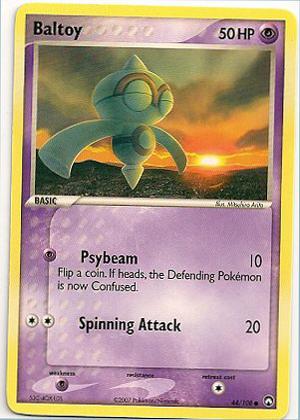 Baltoy 50 HP
Illus. Mitsuhiro Arita
BASIC
Psybeam 10
Flip a coin. If heads, the Defending Pokémon
is now Confused.
Spinning Attack 20
weakness resistance retreat cost
©2007 Pokémon/Nintendo
44/108